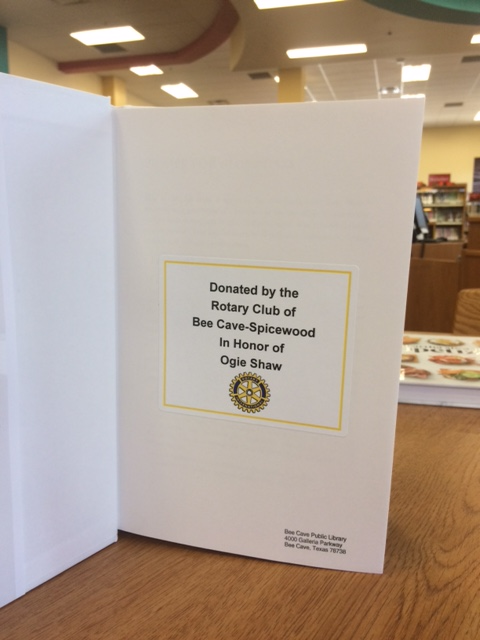 Donated by the
Rotary Club of
Bee Cave-Spicewood
In Honor of
Ogie Shaw
Bee Cave Public Library
4000 Galleria Parkway
Bee Cave, Texas 78738